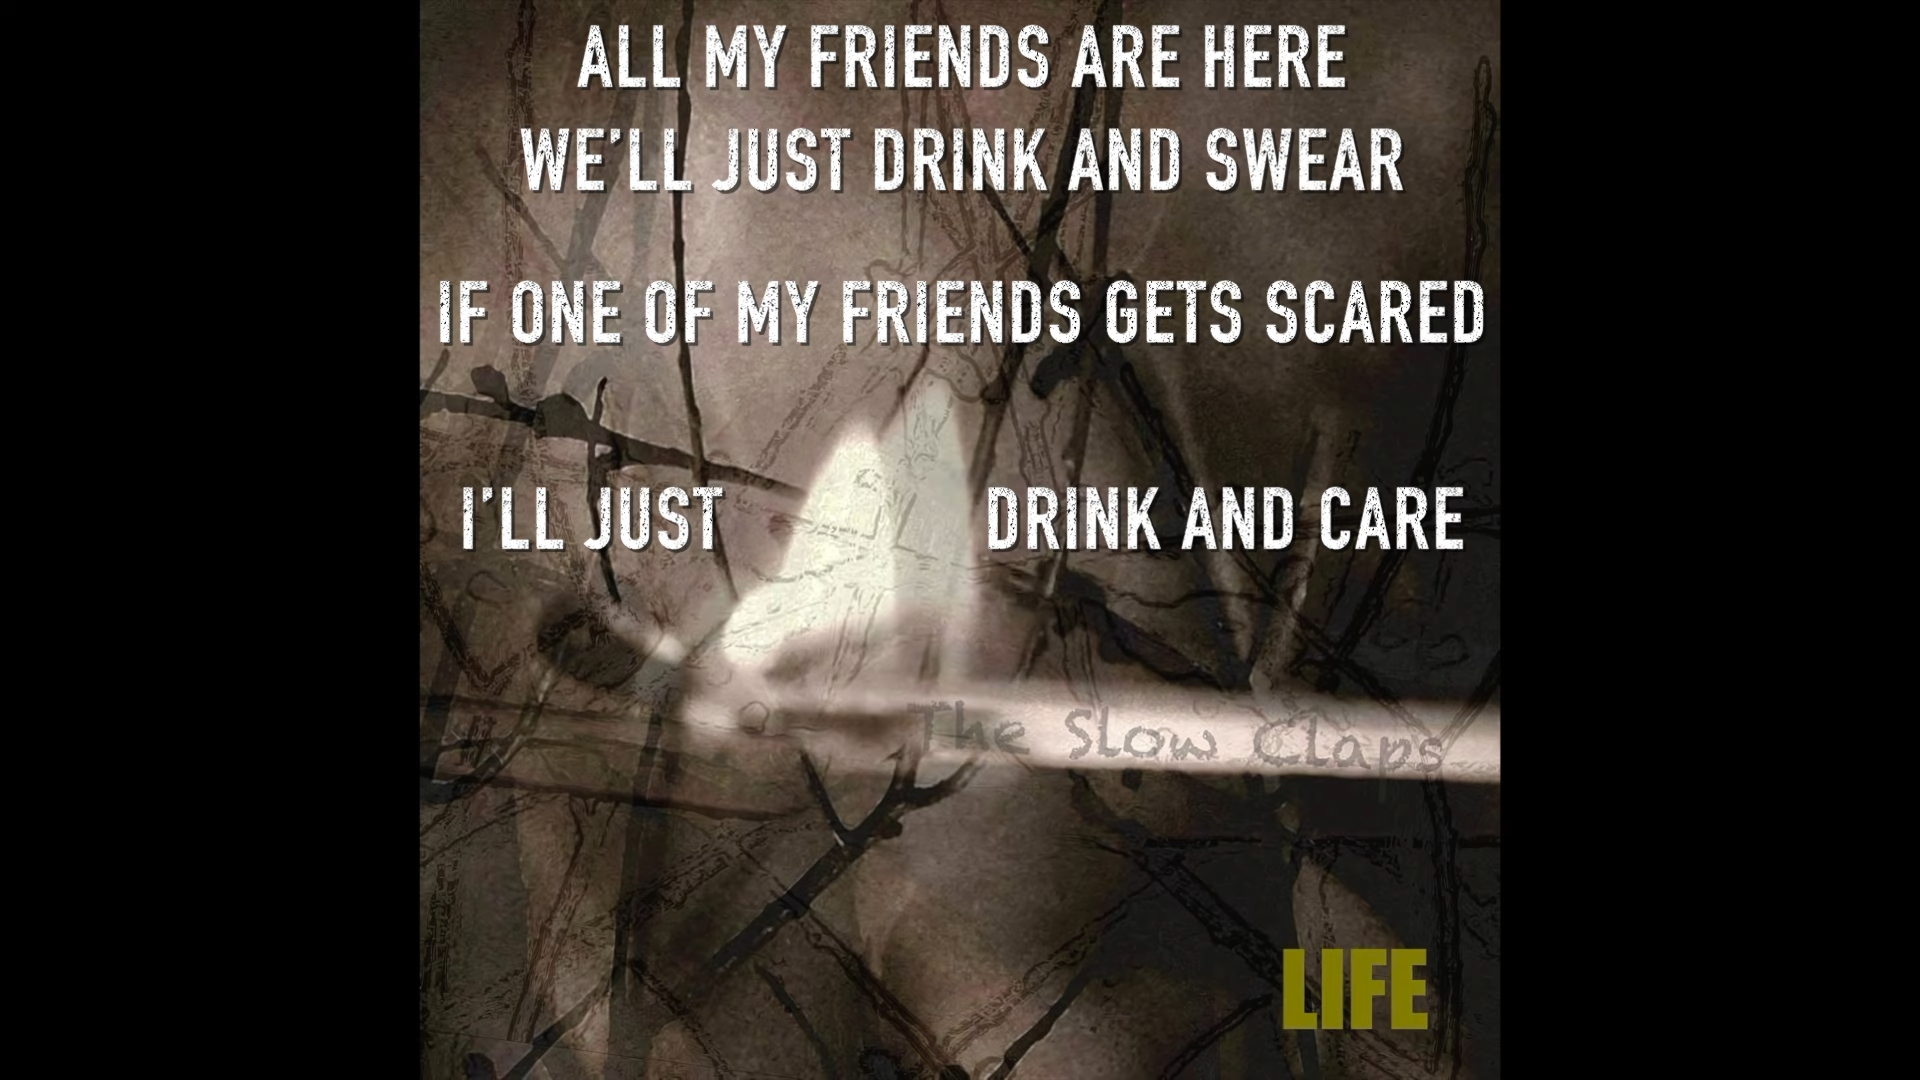 ALL MY FRIENDS ARE HERE
WE'LL JUST DRINK AND SWEAR
IF ONE OF MY FRIENDS GETS SCARED
I'LL JUST DRINK AND CARE
The Slow Claps
LIFE